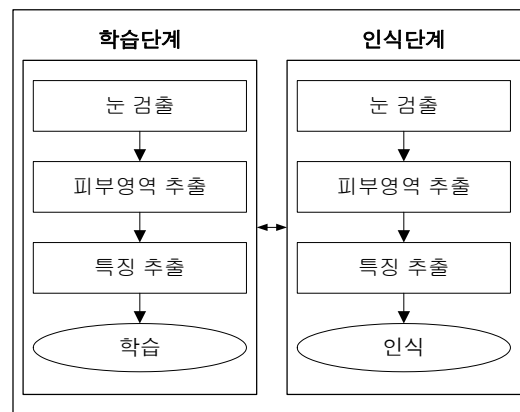 학습단계
눈 검출
피부영역 추출
특징 추출
학습
인식단계
눈 검출
피부영역 추출
특징 추출
인식